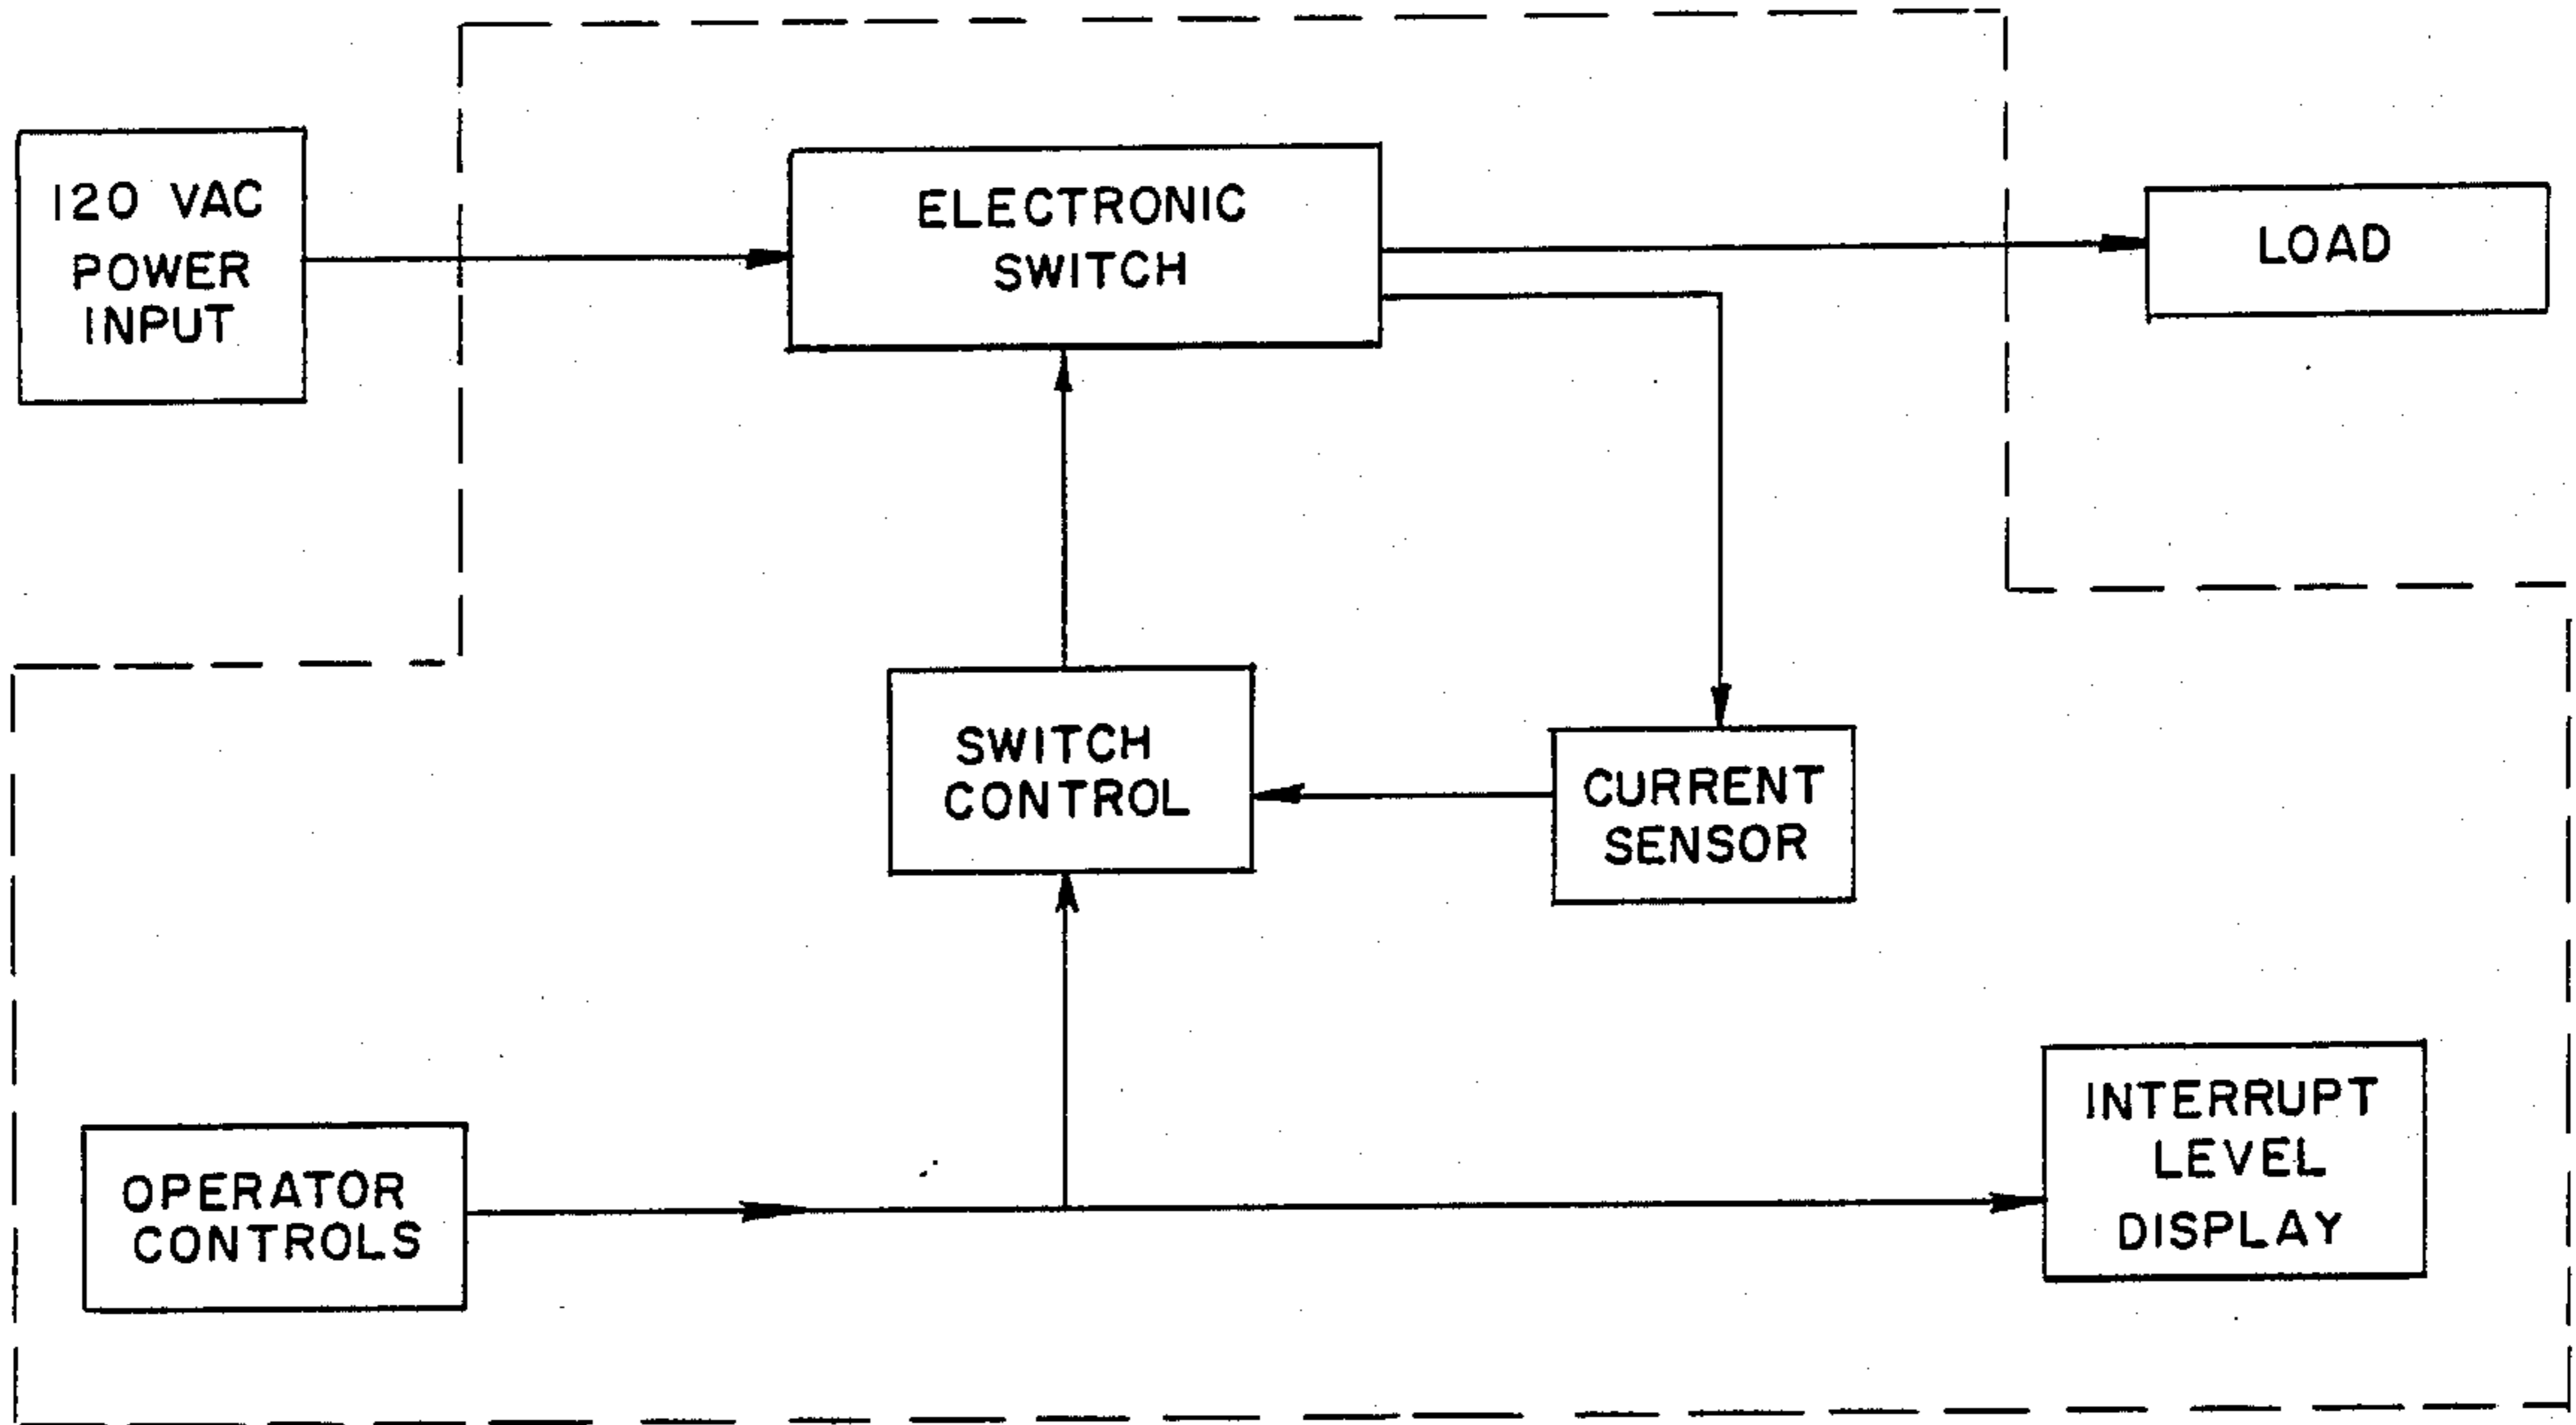 120 VAC
POWER
INPUT
ELECTRONIC
SWITCH
LOAD
SWITCH
CONTROL
CURRENT
SENSOR
OPERATOR
CONTROLS
INTERRUPT
LEVEL
DISPLAY